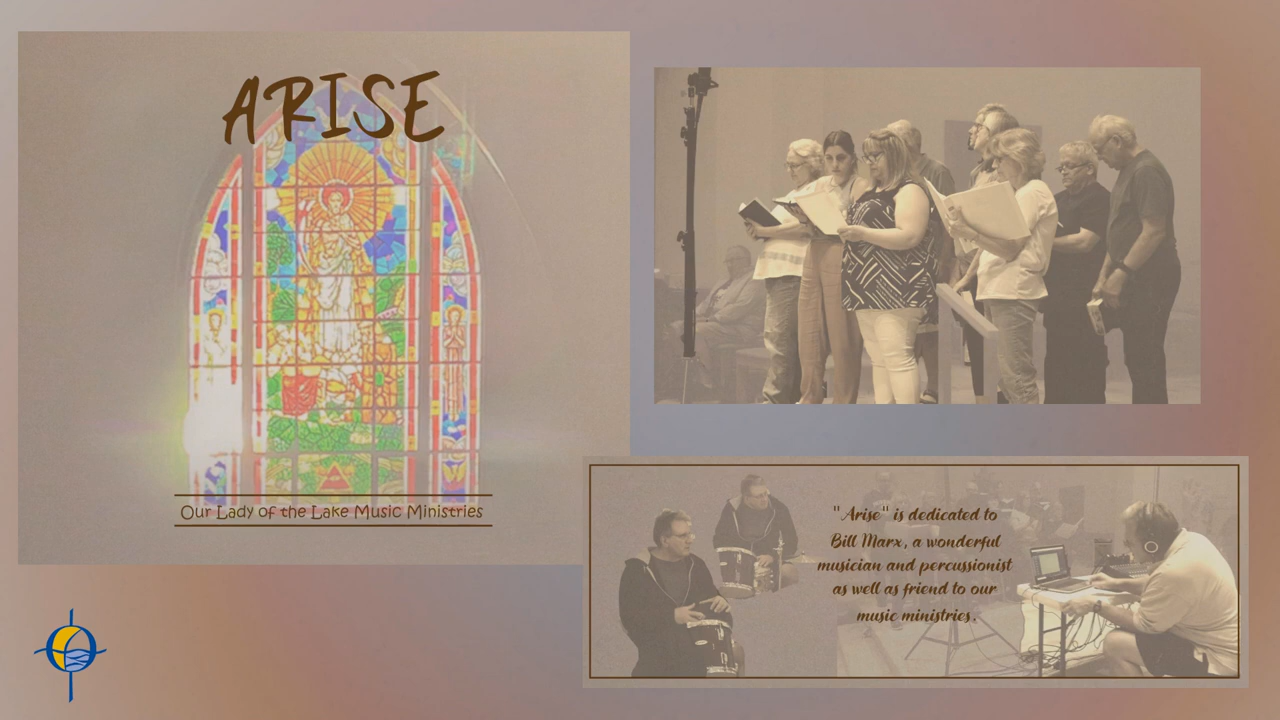 ARISE
Our Lady of the Lake Music Ministries
"Arise" is dedicated to
Bill Marx, a wonderful
musician and percussionist
as well as friend to our
music ministries.